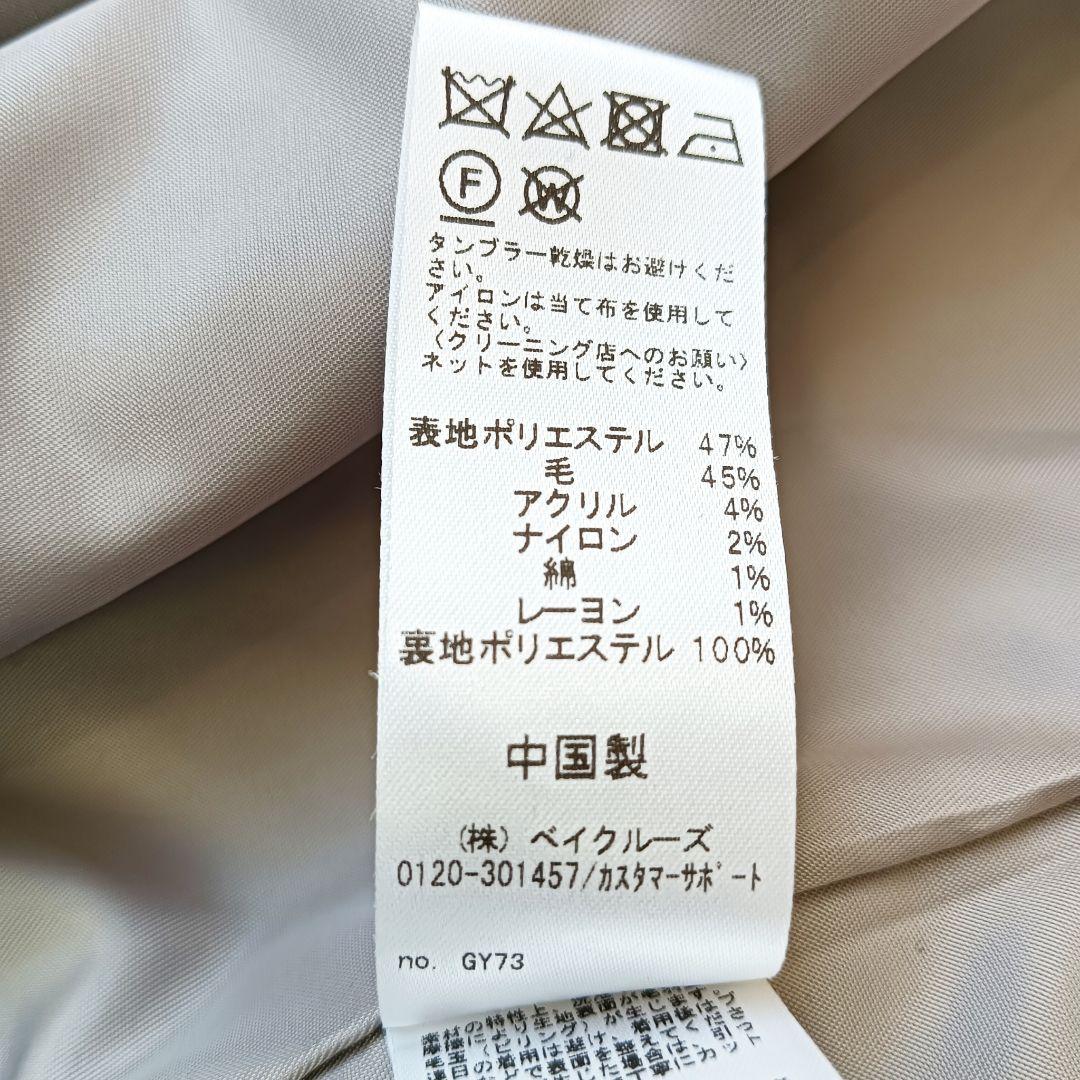 F W
タンブラー乾燥はお避けくだ
さい。
アイロンは当て布を使用して
ください。
〈クリーニング店へのお願い〉
ネットを使用してください。
表地ポリエステル 47%
毛 45%
アクリル 4%
ナイロン 2%
綿 1%
レーヨン 1%
裏地ポリエステル 100%
中国製
(株) ベイクルーズ
0120-301457/カスタマーサポート
no. GY73